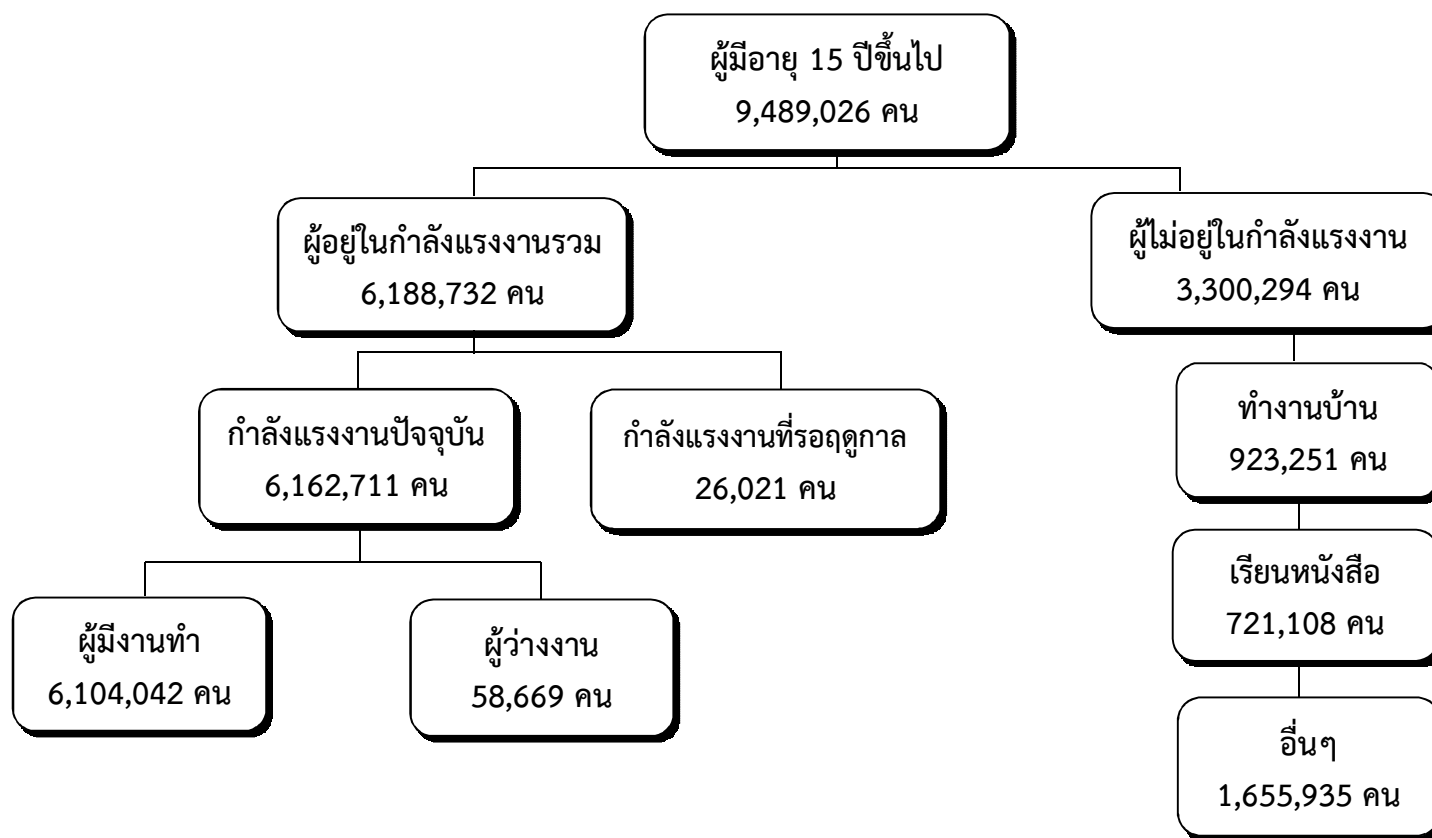 ผู้มีอายุ 15 ปีขึ้นไป
9,489,026 คน
ผู้อยู่ในกำลังแรงงานรวม
6,188,732 คน
ผู้ไม่อยู่ในกำลังแรงงาน
3,300,294 คน
กำลังแรงงานปัจจุบัน
6,162,711 คน
กำลังแรงงานที่รอฤดูกาล
26,021 คน
ทำงานบ้าน
923,251 คน
เรียนหนังสือ
721,108 คน
ผู้มีงานทำ
6,104,042 คน
ผู้ว่างงาน
58,669 คน
อื่นๆ
1,655,935 คน